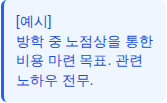 [예시]
방학 중 노점상을 통한
비용 마련 목표. 관련
노하우 전무.